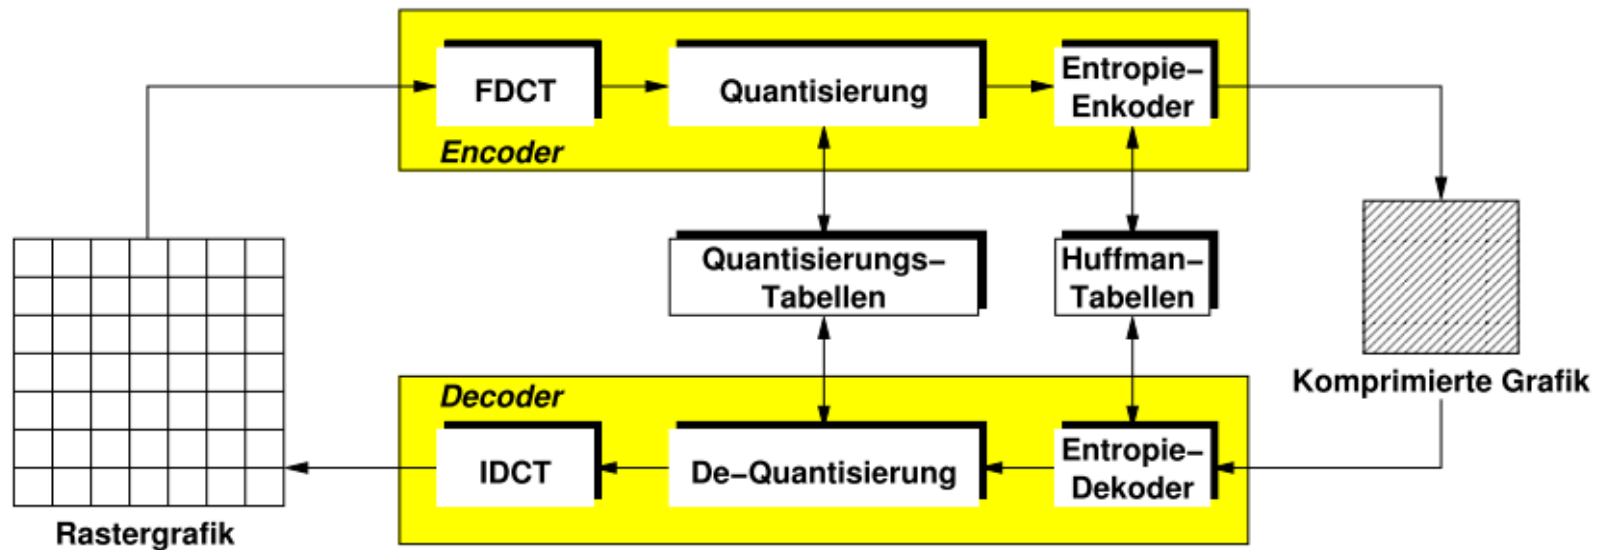 FDCT
Quantisierung
Entropie–
Enkoder
Encoder
Quantisierungs–
Tabellen
Huffman–
Tabellen
Komprimierte Grafik
Decoder
IDCT
De–Quantisierung
Entropie–
Dekoder
Rastergrafik